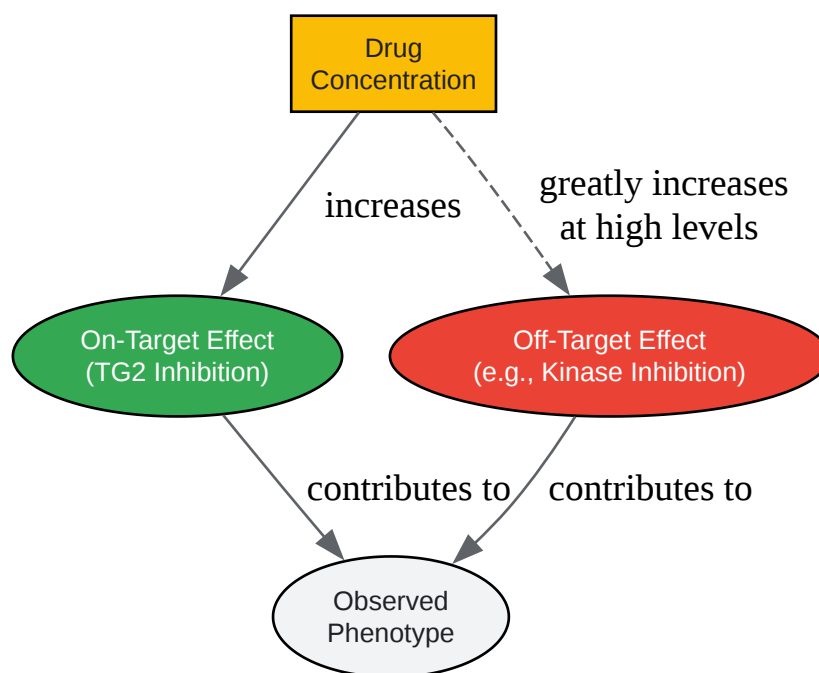 Drug
Concentration
increases
greatly increases
at high levels
On-Target Effect
(TG2 Inhibition)
Off-Target Effect
(e.g., Kinase Inhibition)
contributes to
contributes to
Observed
Phenotype